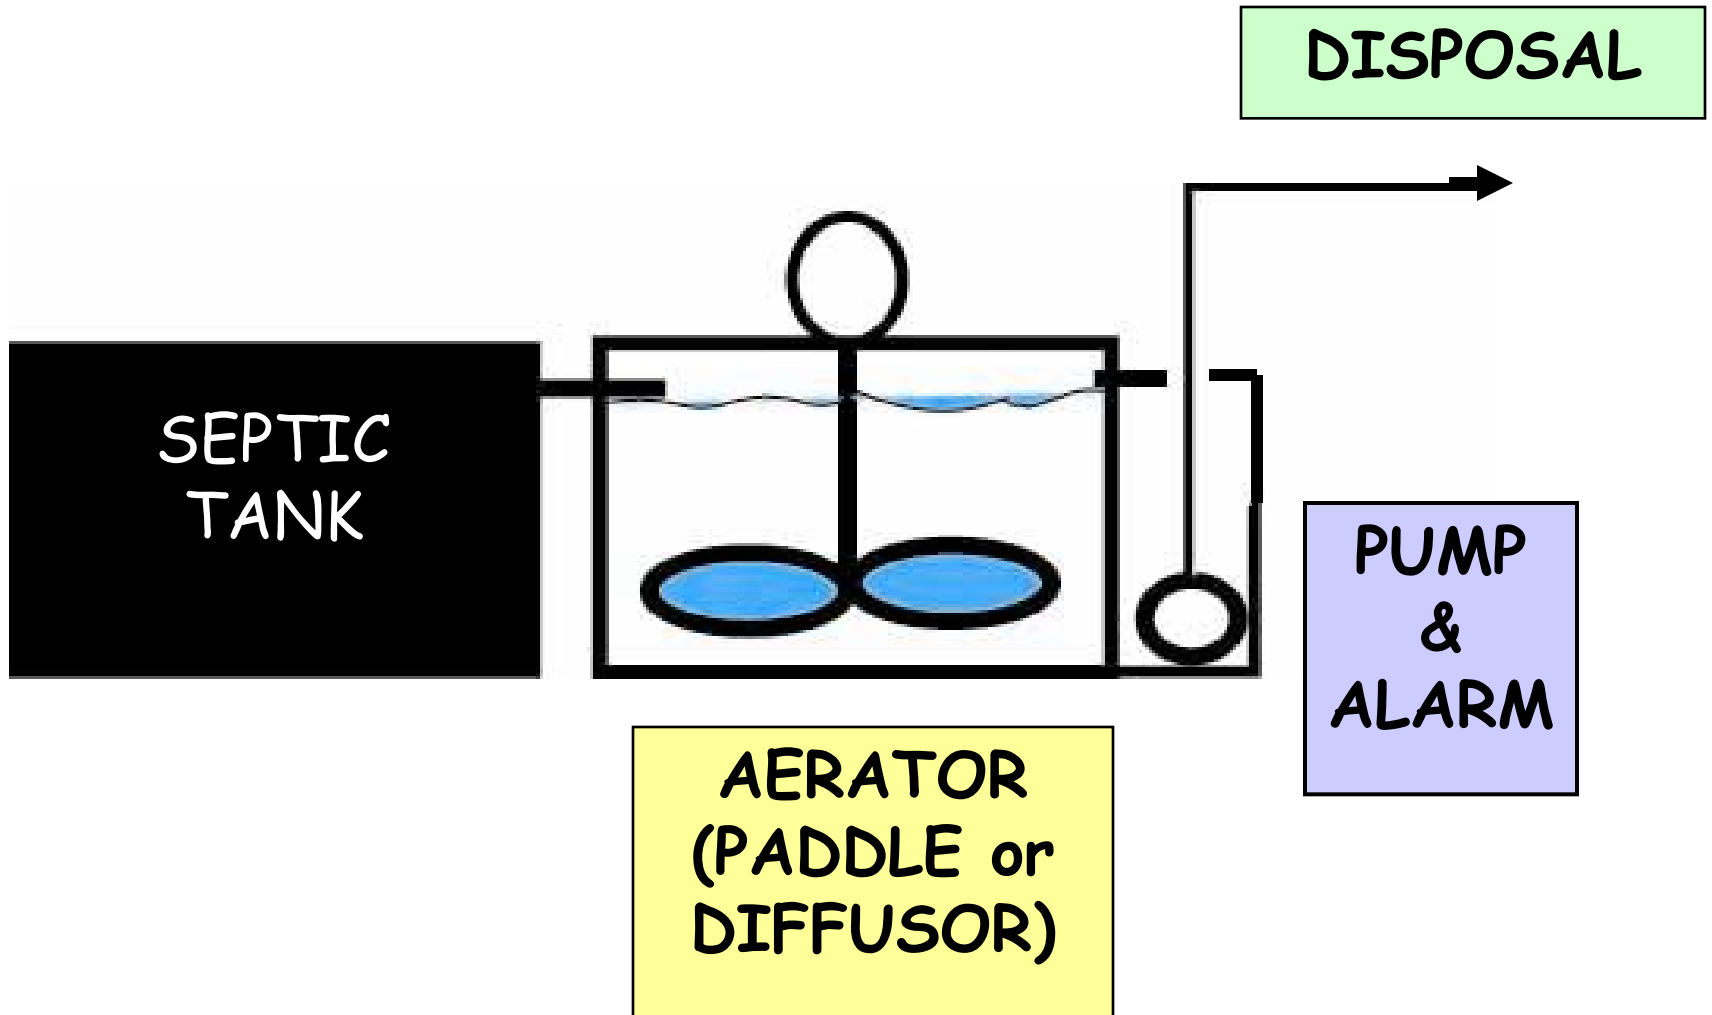 DISPOSAL
SEPTIC
TANK
PUMP
&
ALARM
AERATOR
(PADDLE or
DIFFUSOR)